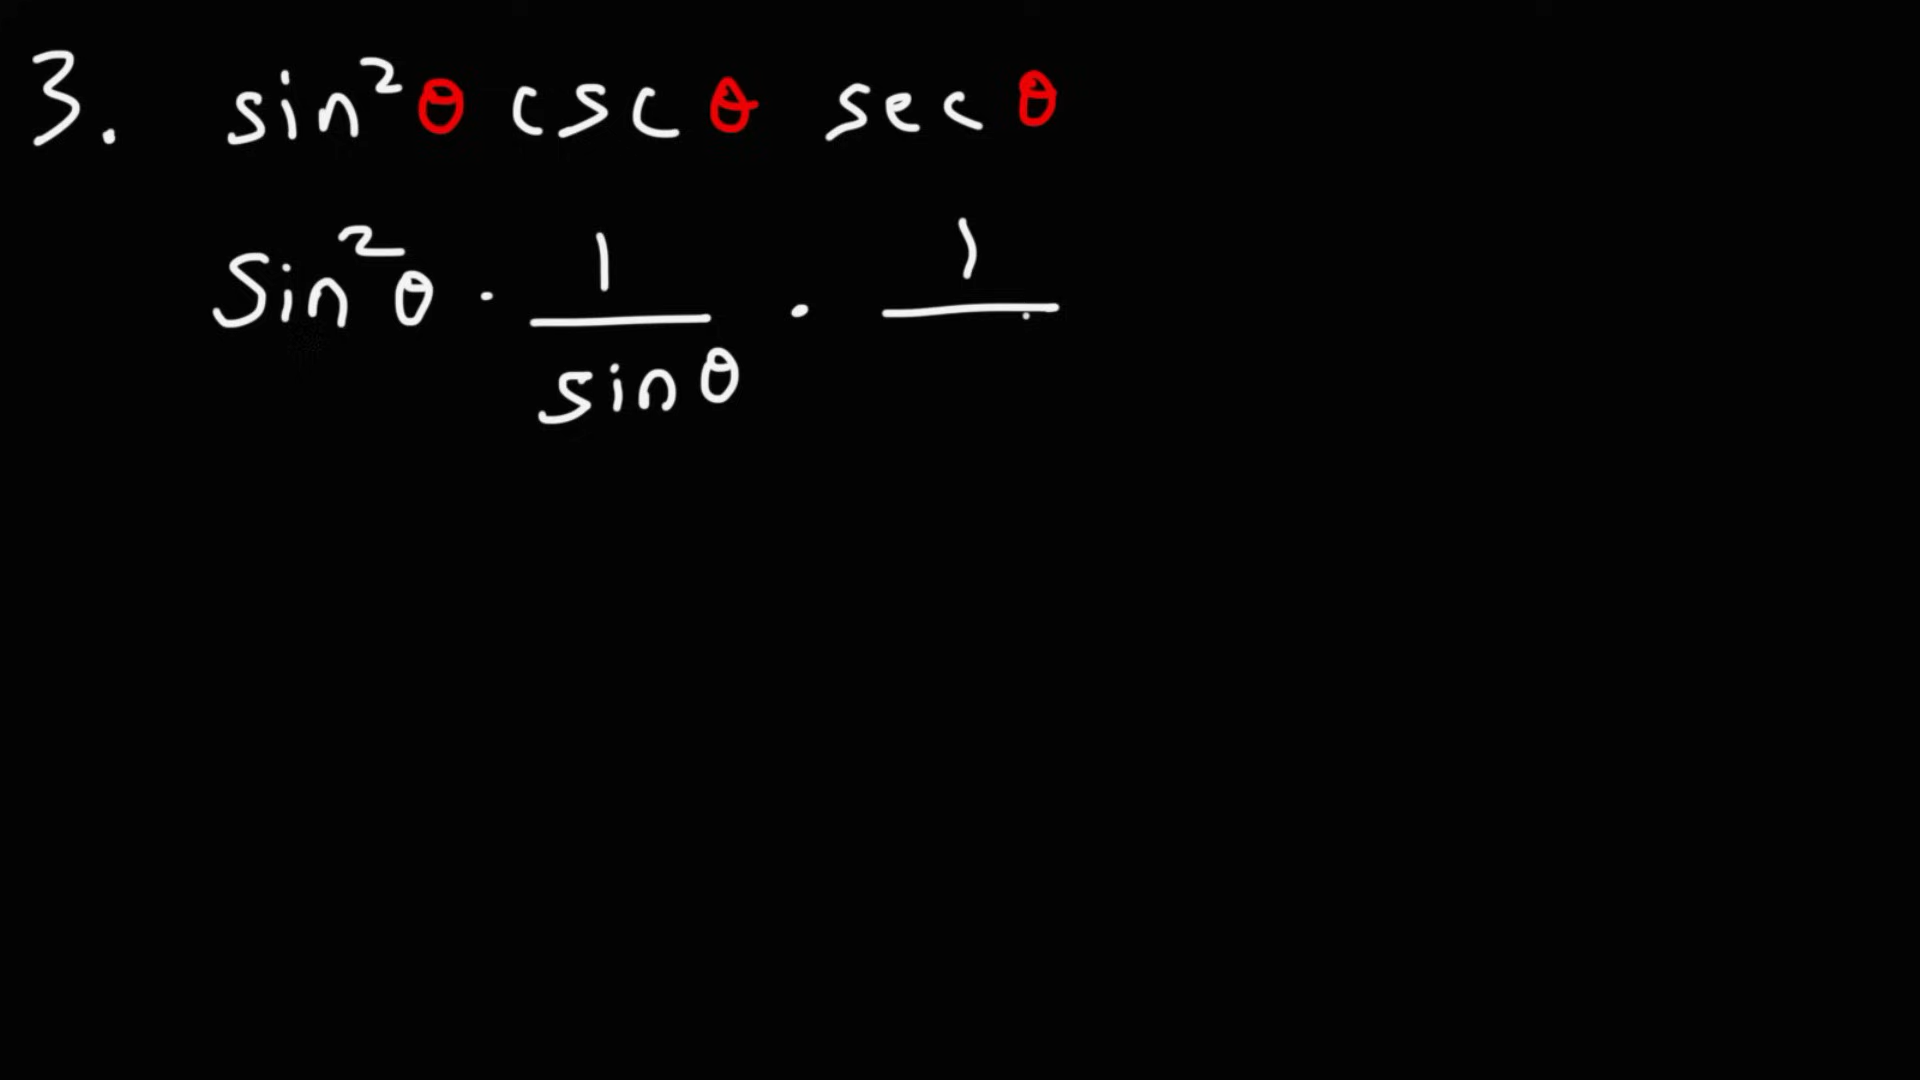 3. sin²θ cscθ secθ
Sin²θ · 1/sinθ · 1/